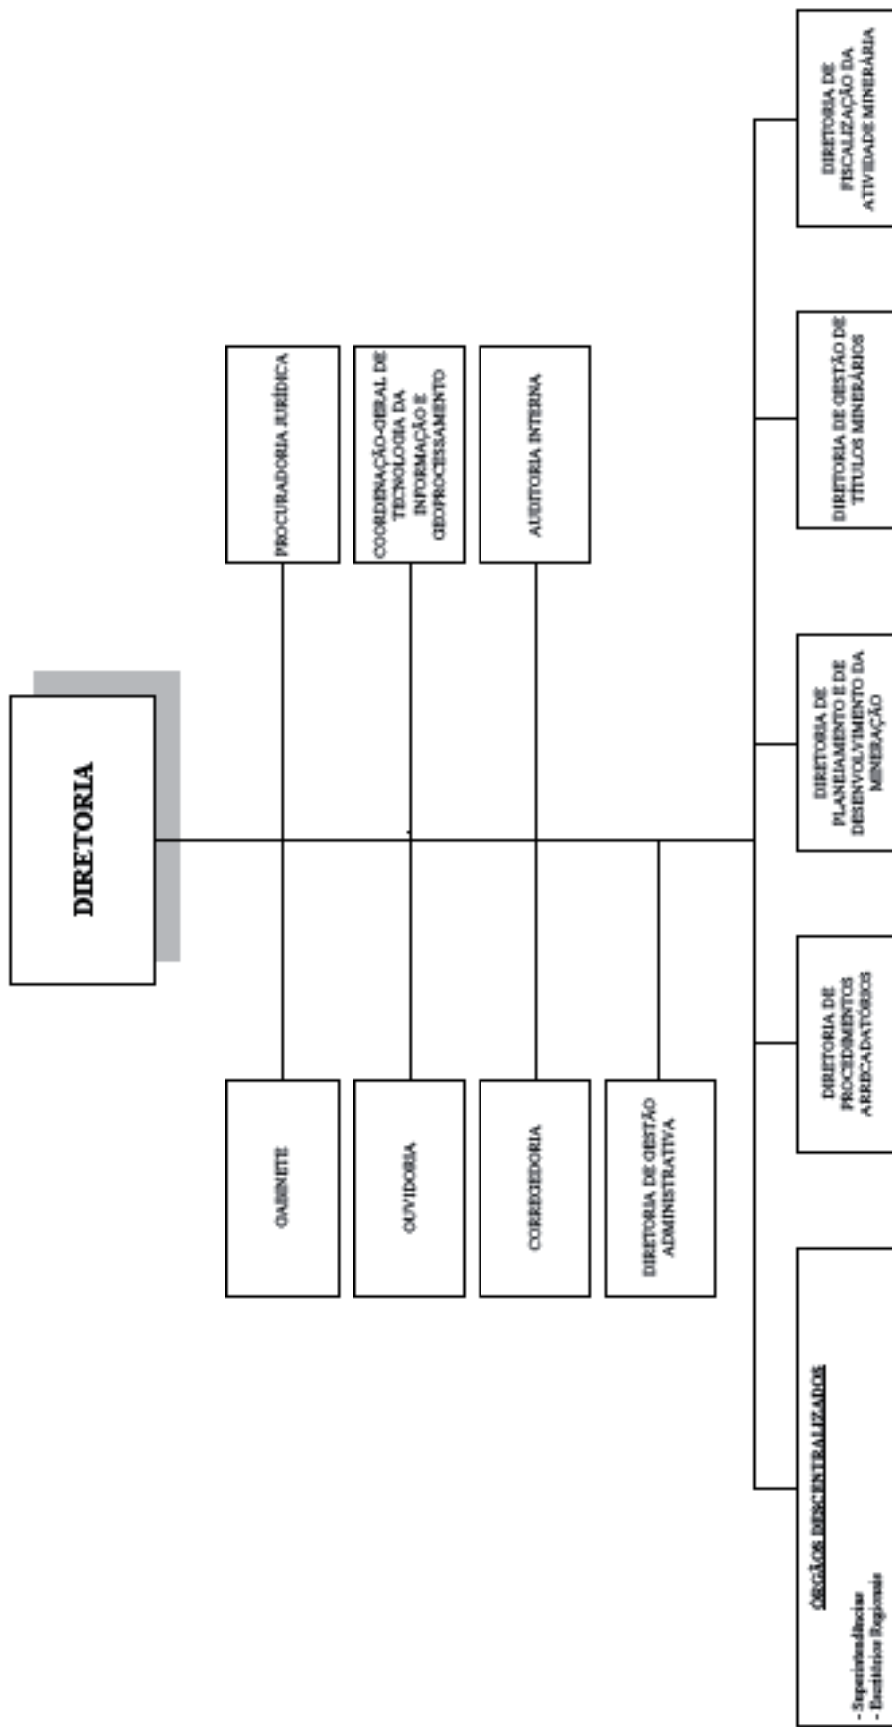 DIRETORIA
GABINETE
PROCURADORIA JURÍDICA
OUVIDORIA
COORDENAÇÃO-GERAL DE
TECNOLOGIA DA
INFORMAÇÃO E
GEOPROCESSAMENTO
CORREGEDORIA
AUDITORIA INTERNA
DIRETORIA DE GESTÃO
ADMINISTRATIVA
ÓRGÃOS DESCENTRALIZADOS
- Superintendências
- Escritórios Regionais
DIRETORIA DE
PROCEDIMENTOS
ARRECADATÓRIOS
DIRETORIA DE
PLANEJAMENTO E DE
DESENVOLVIMENTO DA
MINERAÇÃO
DIRETORIA DE GESTÃO DE
TÍTULOS MINERÁRIOS
DIRETORIA DE
FISCALIZAÇÃO DA
ATIVIDADE MINERÁRIA